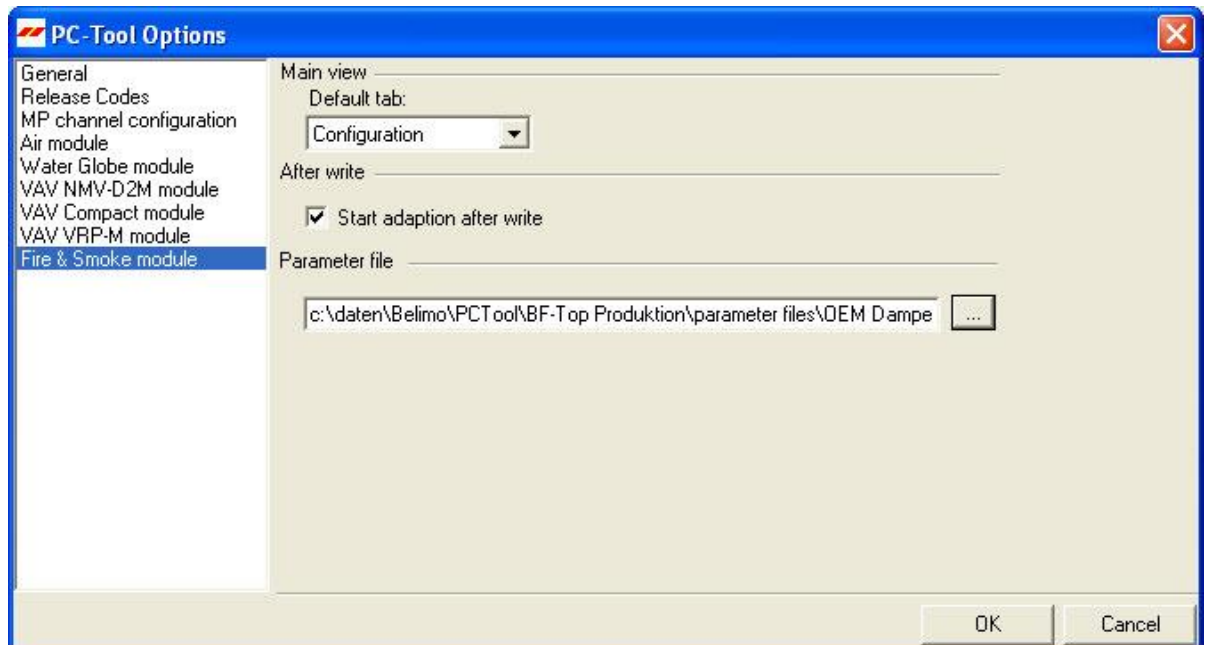 PC-Tool Options
General
Release Codes
MP channel configuration
Air module
Water Globe module
VAV NMV-D2M module
VAV Compact module
VAV VRP-M module
Fire & Smoke module
Main view
Default tab:
Configuration
After write
Start adaption after write
Parameter file
c:\daten\Belimo\PCTool\BF-Top Produktion\parameter files\OEM Dampe
...
OK
Cancel